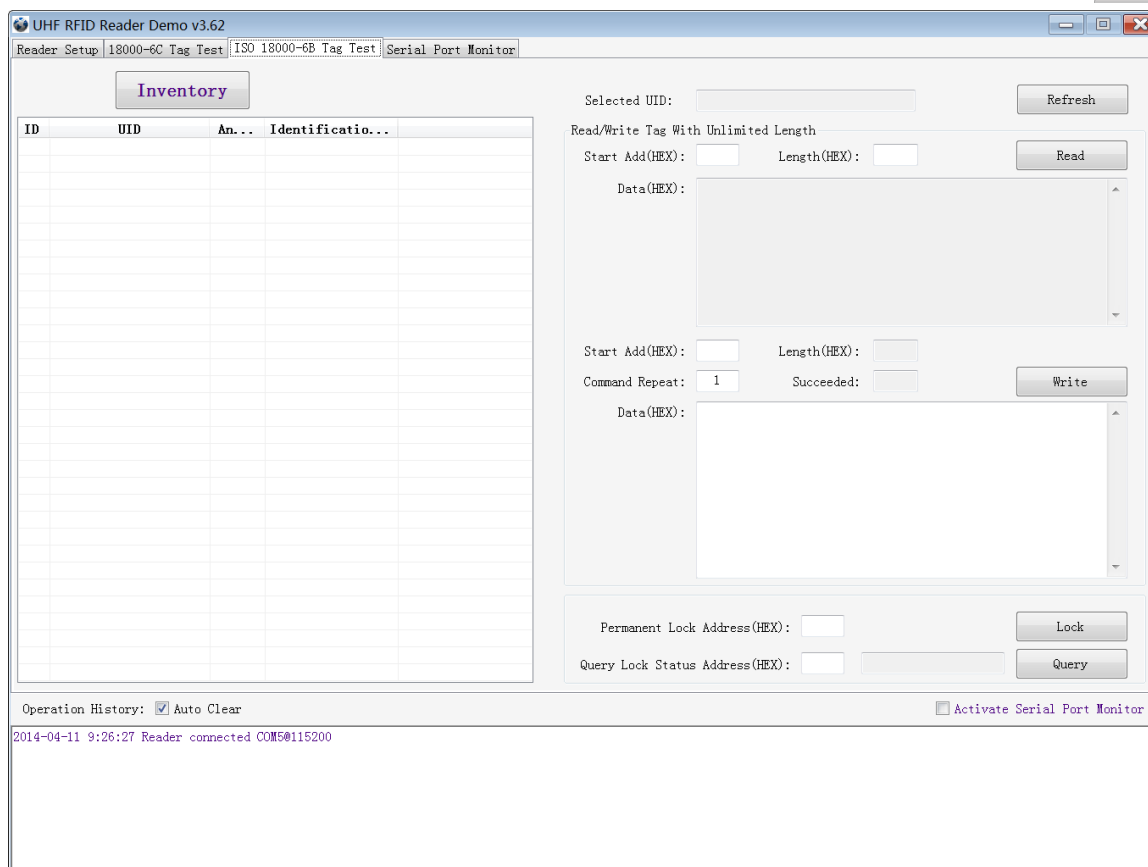 UHF RFID Reader Demo v3.62
Reader Setup 18000-6C Tag Test ISO 18000-6B Tag Test Serial Port Monitor
Inventory
ID UID An... Identificatio...
Selected UID: Refresh
Read/Write Tag With Unlimited Length
Start Add(HEX): Length(HEX): Read
Data(HEX):
Start Add(HEX): Length(HEX):
Command Repeat: 1 Succeeded: Write
Data(HEX):
Permanent Lock Address(HEX): Lock
Query Lock Status Address(HEX): Query
Operation History: Auto Clear Activate Serial Port Monitor
2014-04-11 9:26:27 Reader connected COM5@115200